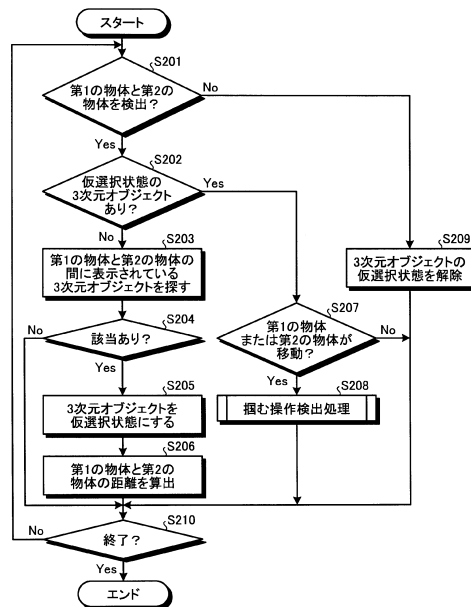 スタート
S201
第1の物体と第2の
物体を検出?
No
Yes
S202
仮選択状態の
3次元オブジェクト
あり?
Yes
No
S203
第1の物体と第2の物体の
間に表示されている
3次元オブジェクトを探す
S209
3次元オブジェクトの
仮選択状態を解除
S204
No
該当あり?
Yes
S207
第1の物体
または第2の物体が
移動?
No
Yes
S205
3次元オブジェクトを
仮選択状態にする
S208
掴む操作検出処理
S206
第1の物体と第2の
物体の距離を算出
S210
No
終了?
Yes
エンド